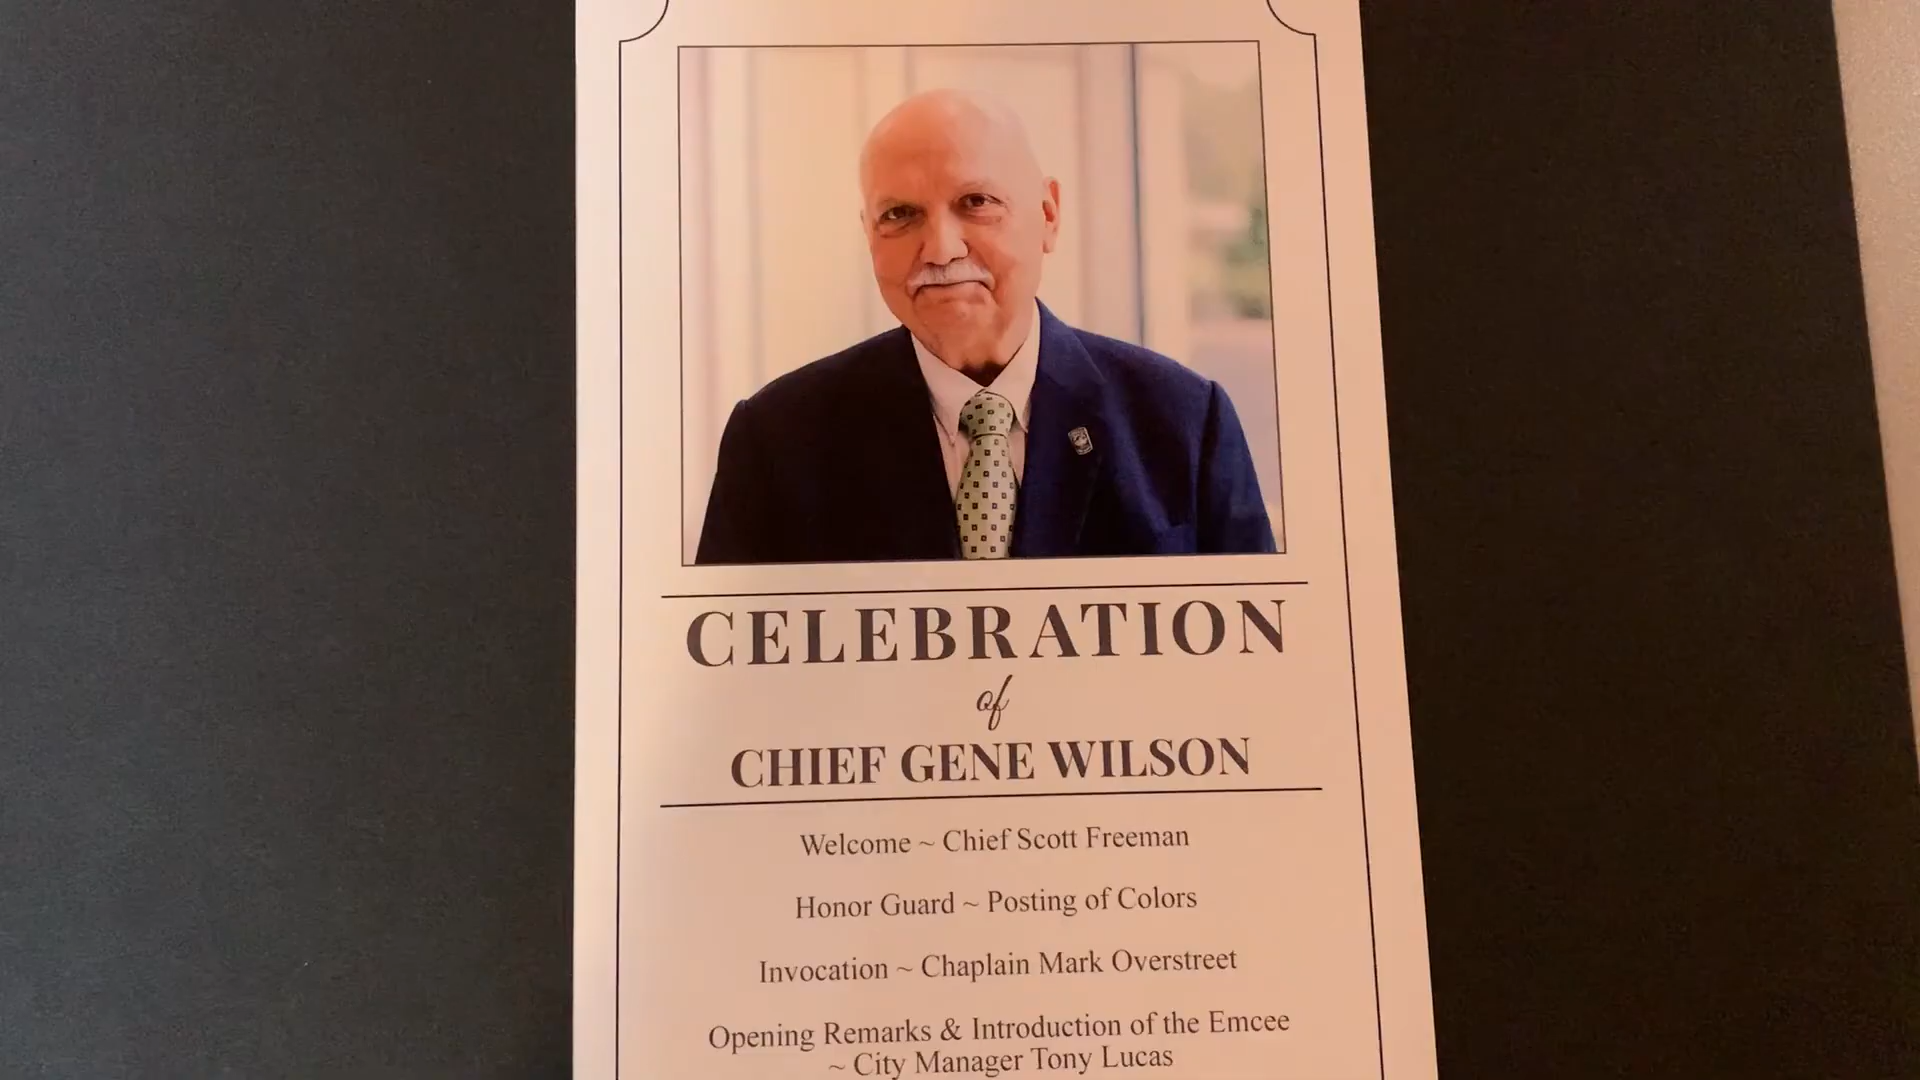 CELEBRATION
of
CHIEF GENE WILSON
Welcome ~ Chief Scott Freeman
Honor Guard ~ Posting of Colors
Invocation ~ Chaplain Mark Overstreet
Opening Remarks & Introduction of the Emcee
~ City Manager Tony Lucas